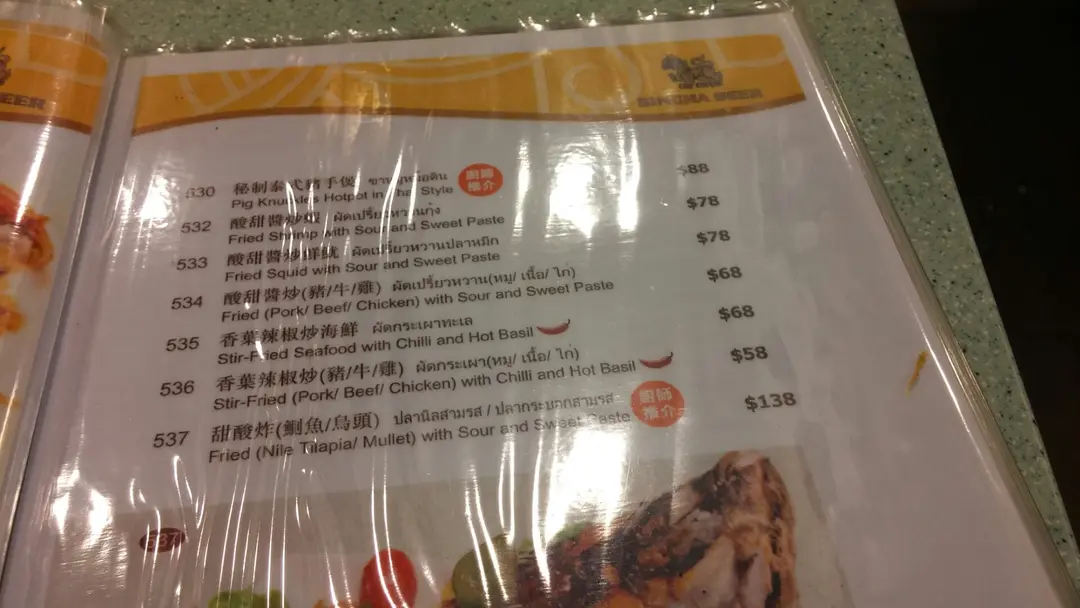 SINGHA BEER
BEER
530 秘制泰式豬手煲 ขาหมูหม้อดิน 廚師推介 $88
Pig Knuckles Hotpot in Thai Style
532 酸甜醬炒蝦 ผัดเปรี้ยวหวานกุ้ง $78
Fried Shrimp with Sour and Sweet Paste
533 酸甜醬炒鮮魷 ผัดเปรี้ยวหวานปลาหมึก $78
Fried Squid with Sour and Sweet Paste
534 酸甜醬炒(豬/牛/雞) ผัดเปรี้ยวหวาน(หมู/ เนื้อ/ ไก่) $68
Fried (Pork/ Beef/ Chicken) with Sour and Sweet Paste
535 香葉辣椒炒海鮮 ผัดกระเพาทะเล $68
Stir-Fried Seafood with Chilli and Hot Basil
536 香葉辣椒炒(豬/牛/雞) ผัดกระเพา(หมู/ เนื้อ/ ไก่) $58
Stir-Fried (Pork/ Beef/ Chicken) with Chilli and Hot Basil
537 甜酸炸(鯽魚/烏頭) ปลานิลสามรส / ปลากระบอกสามรส 廚師推介 $138
Fried (Nile Tilapia/ Mullet) with Sour and Sweet Paste
537